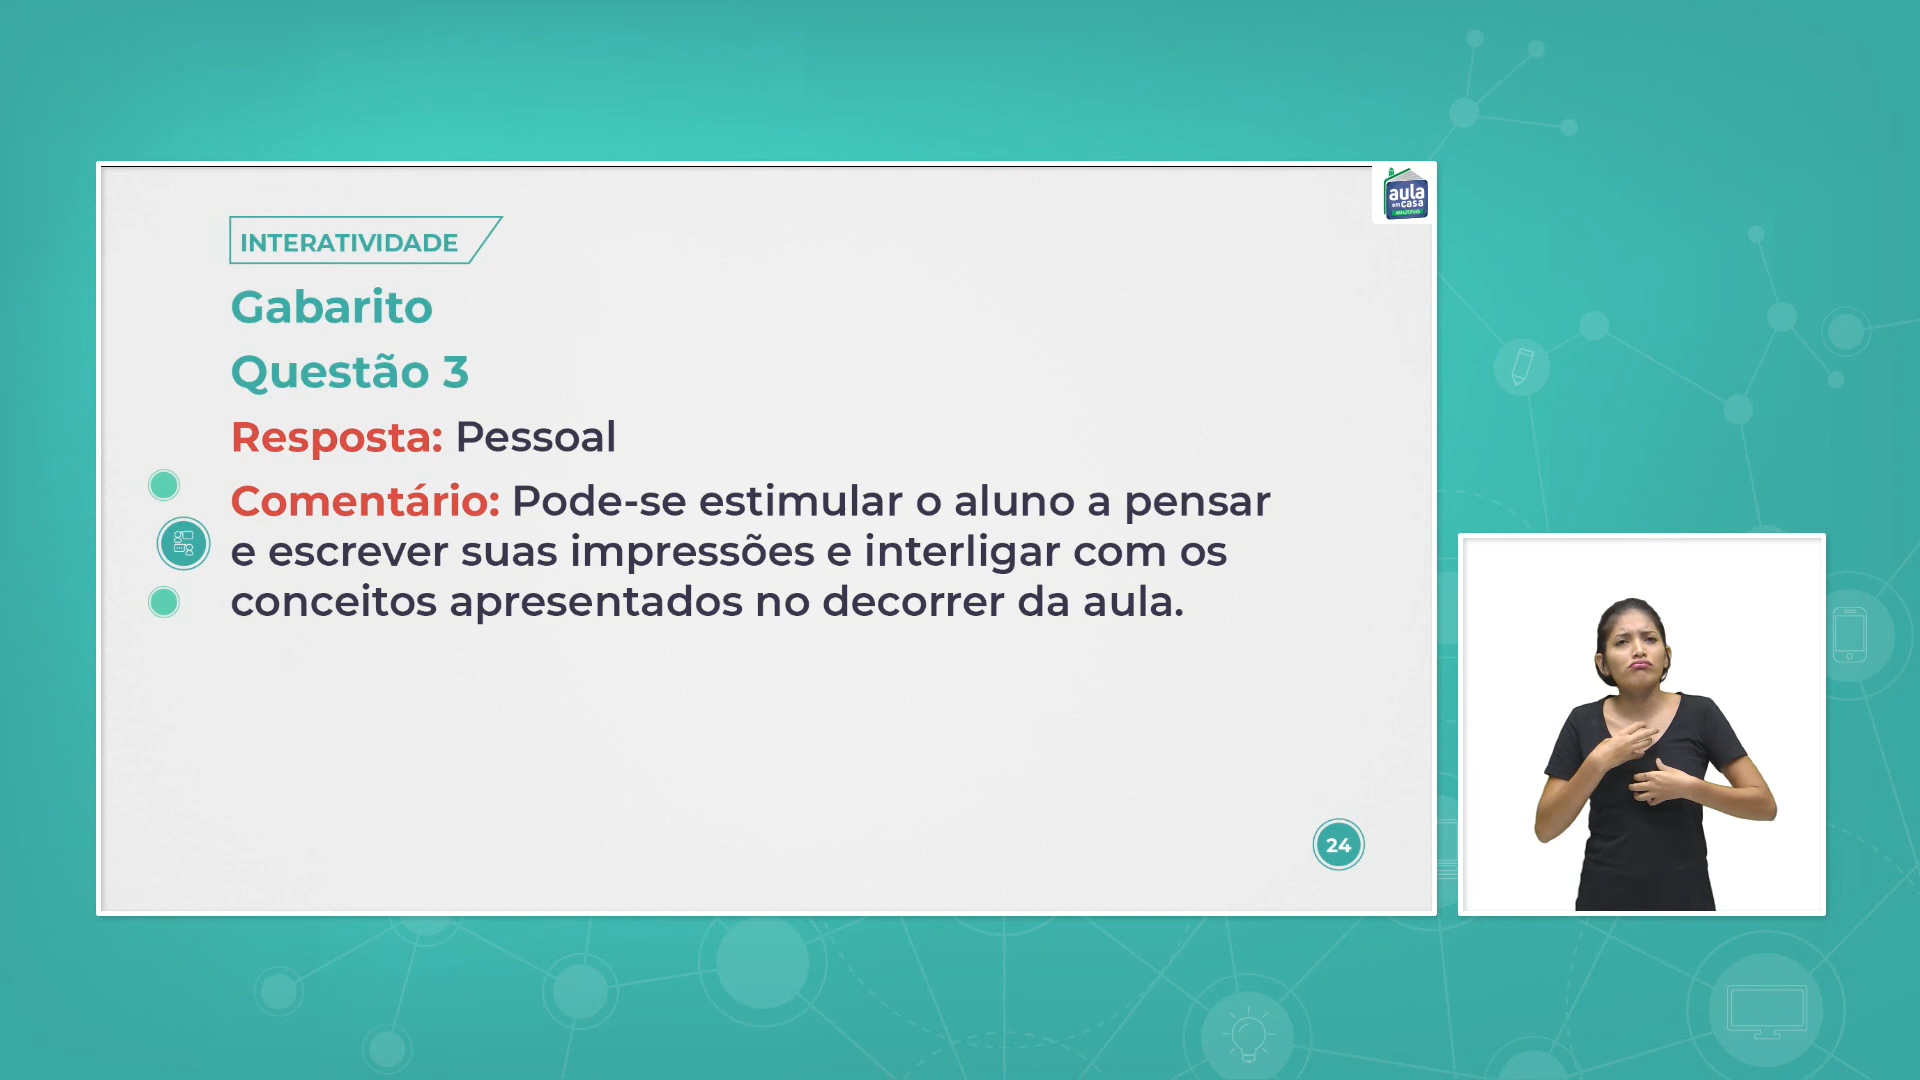 aula
em casa
AMAZONAS
INTERATIVIDADE
Gabarito
Questão 3
Resposta: Pessoal
Comentário: Pode-se estimular o aluno a pensar
e escrever suas impressões e interligar com os
conceitos apresentados no decorrer da aula.
24